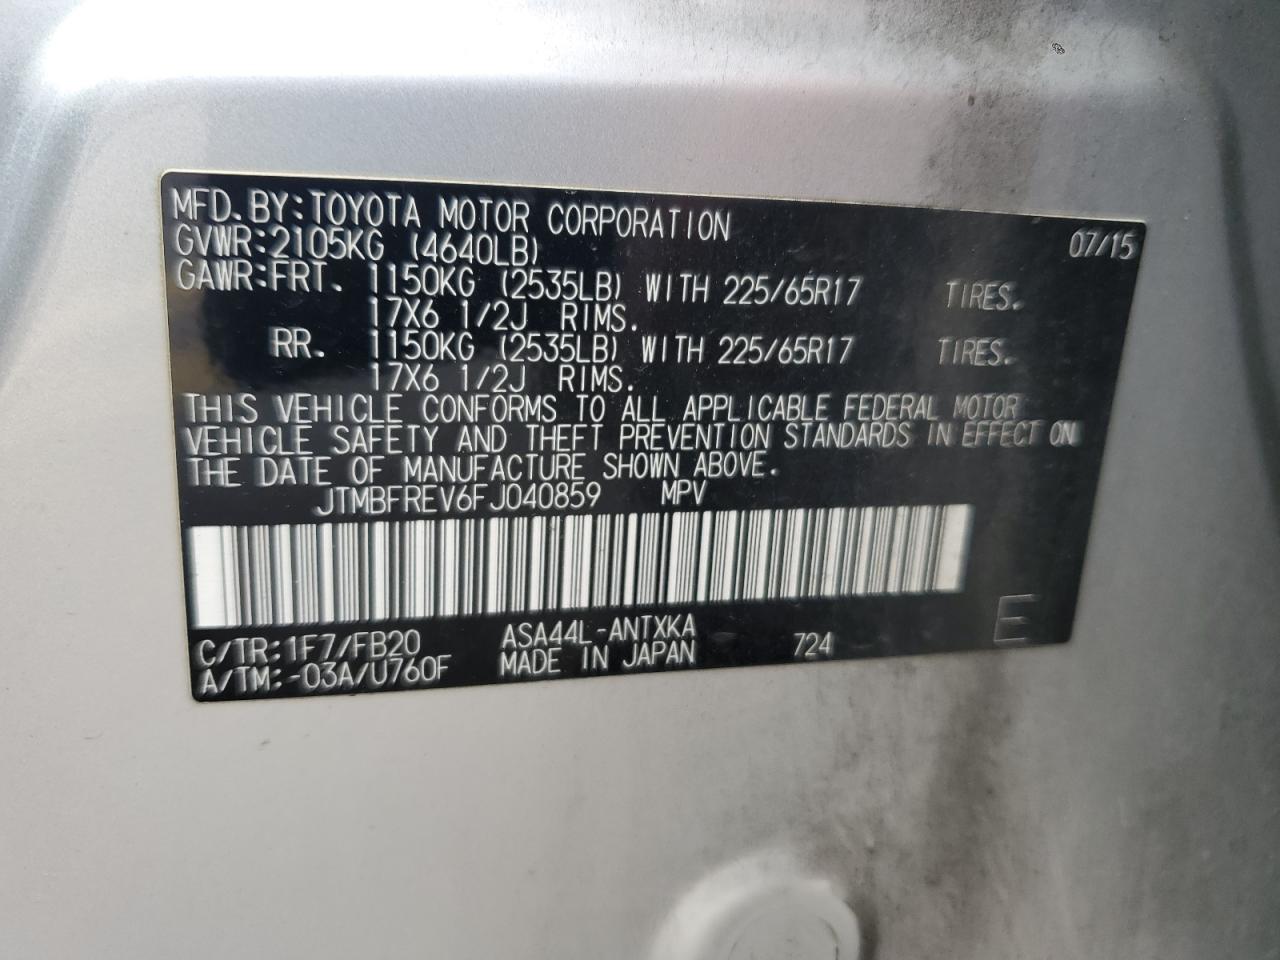 MFD. BY: TOYOTA MOTOR CORPORATION 07/15
GVWR: 2105KG (4640LB)
GAWR: FRT. 1150KG (2535LB) WITH 225/65R17 TIRES.
17X6 1/2J RIMS.
RR. 1150KG (2535LB) WITH 225/65R17 TIRES.
17X6 1/2J RIMS.
THIS VEHICLE CONFORMS TO ALL APPLICABLE FEDERAL MOTOR
VEHICLE SAFETY AND THEFT PREVENTION STANDARDS IN EFFECT ON
THE DATE OF MANUFACTURE SHOWN ABOVE.
JTMBFREV6FJ040859 MPV
C/TR: 1F7/FB20 ASA44L-ANTXKA 724 E
A/TM: -03A/U760F MADE IN JAPAN